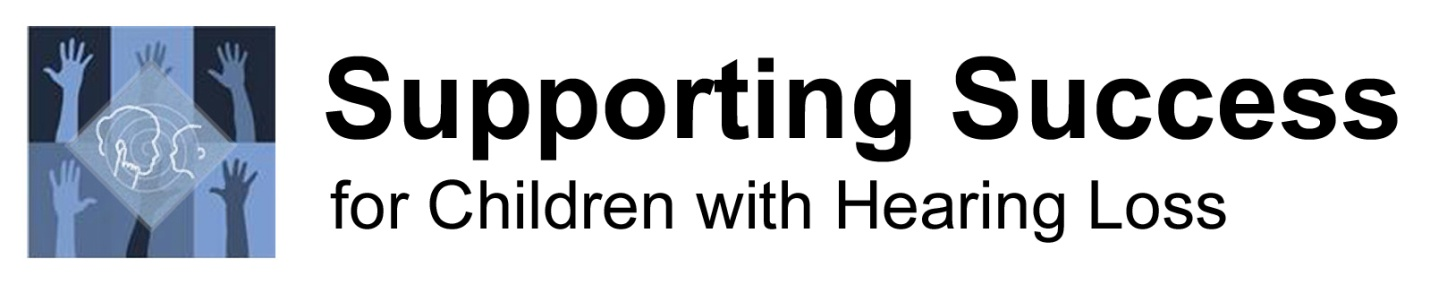 Supporting Success
for Children with Hearing Loss